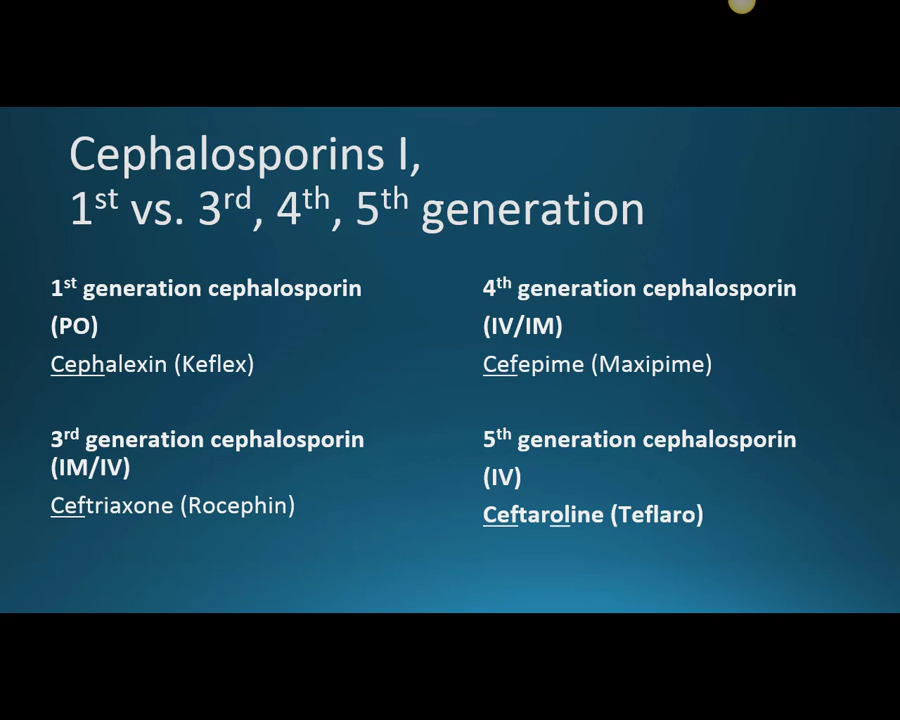 Cephalosporins I,
1st vs. 3rd, 4th, 5th generation
1st generation cephalosporin
(PO)
Cephalexin (Keflex)
3rd generation cephalosporin
(IM/IV)
Ceftriaxone (Rocephin)
4th generation cephalosporin
(IV/IM)
Cefepime (Maxipime)
5th generation cephalosporin
(IV)
Ceftaroline (Teflaro)